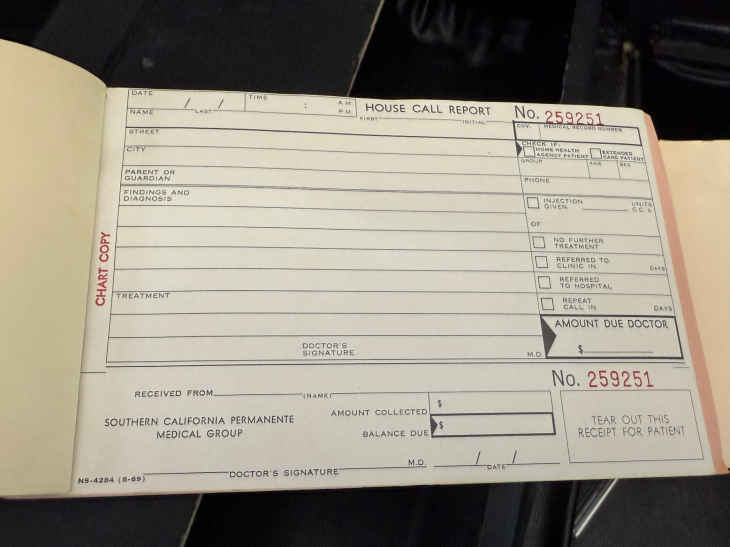 DATE / / TIME : A.M. P.M. HOUSE CALL REPORT No. 259251
NAME LAST FIRST INITIAL COV. MEDICAL RECORD NUMBER
STREET CHECK IF: HOME HEALTH AGENCY PATIENT EXTENDED CARE PATIENT
CITY GROUP AGE SEX
PARENT OR GUARDIAN PHONE
FINDINGS AND DIAGNOSIS INJECTION GIVEN UNITS C.C.'s
OF
NO FURTHER TREATMENT
REFERRED TO CLINIC IN DAYS
REFERRED TO HOSPITAL
TREATMENT REPEAT CALL IN DAYS
CHART COPY
AMOUNT DUE DOCTOR
$
DOCTOR'S SIGNATURE M.D.
No. 259251
RECEIVED FROM (NAME)
AMOUNT COLLECTED $
SOUTHERN CALIFORNIA PERMANENTE
MEDICAL GROUP
BALANCE DUE $
TEAR OUT THIS
RECEIPT FOR PATIENT
DOCTOR'S SIGNATURE M.D. / DATE /
NS-4284 (8-69)